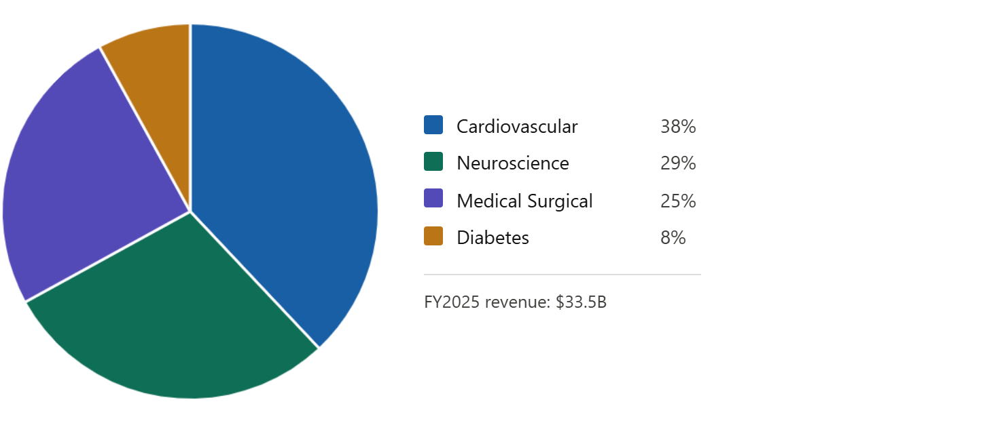 Cardiovascular 38%
Neuroscience 29%
Medical Surgical 25%
Diabetes 8%
FY2025 revenue: $33.5B